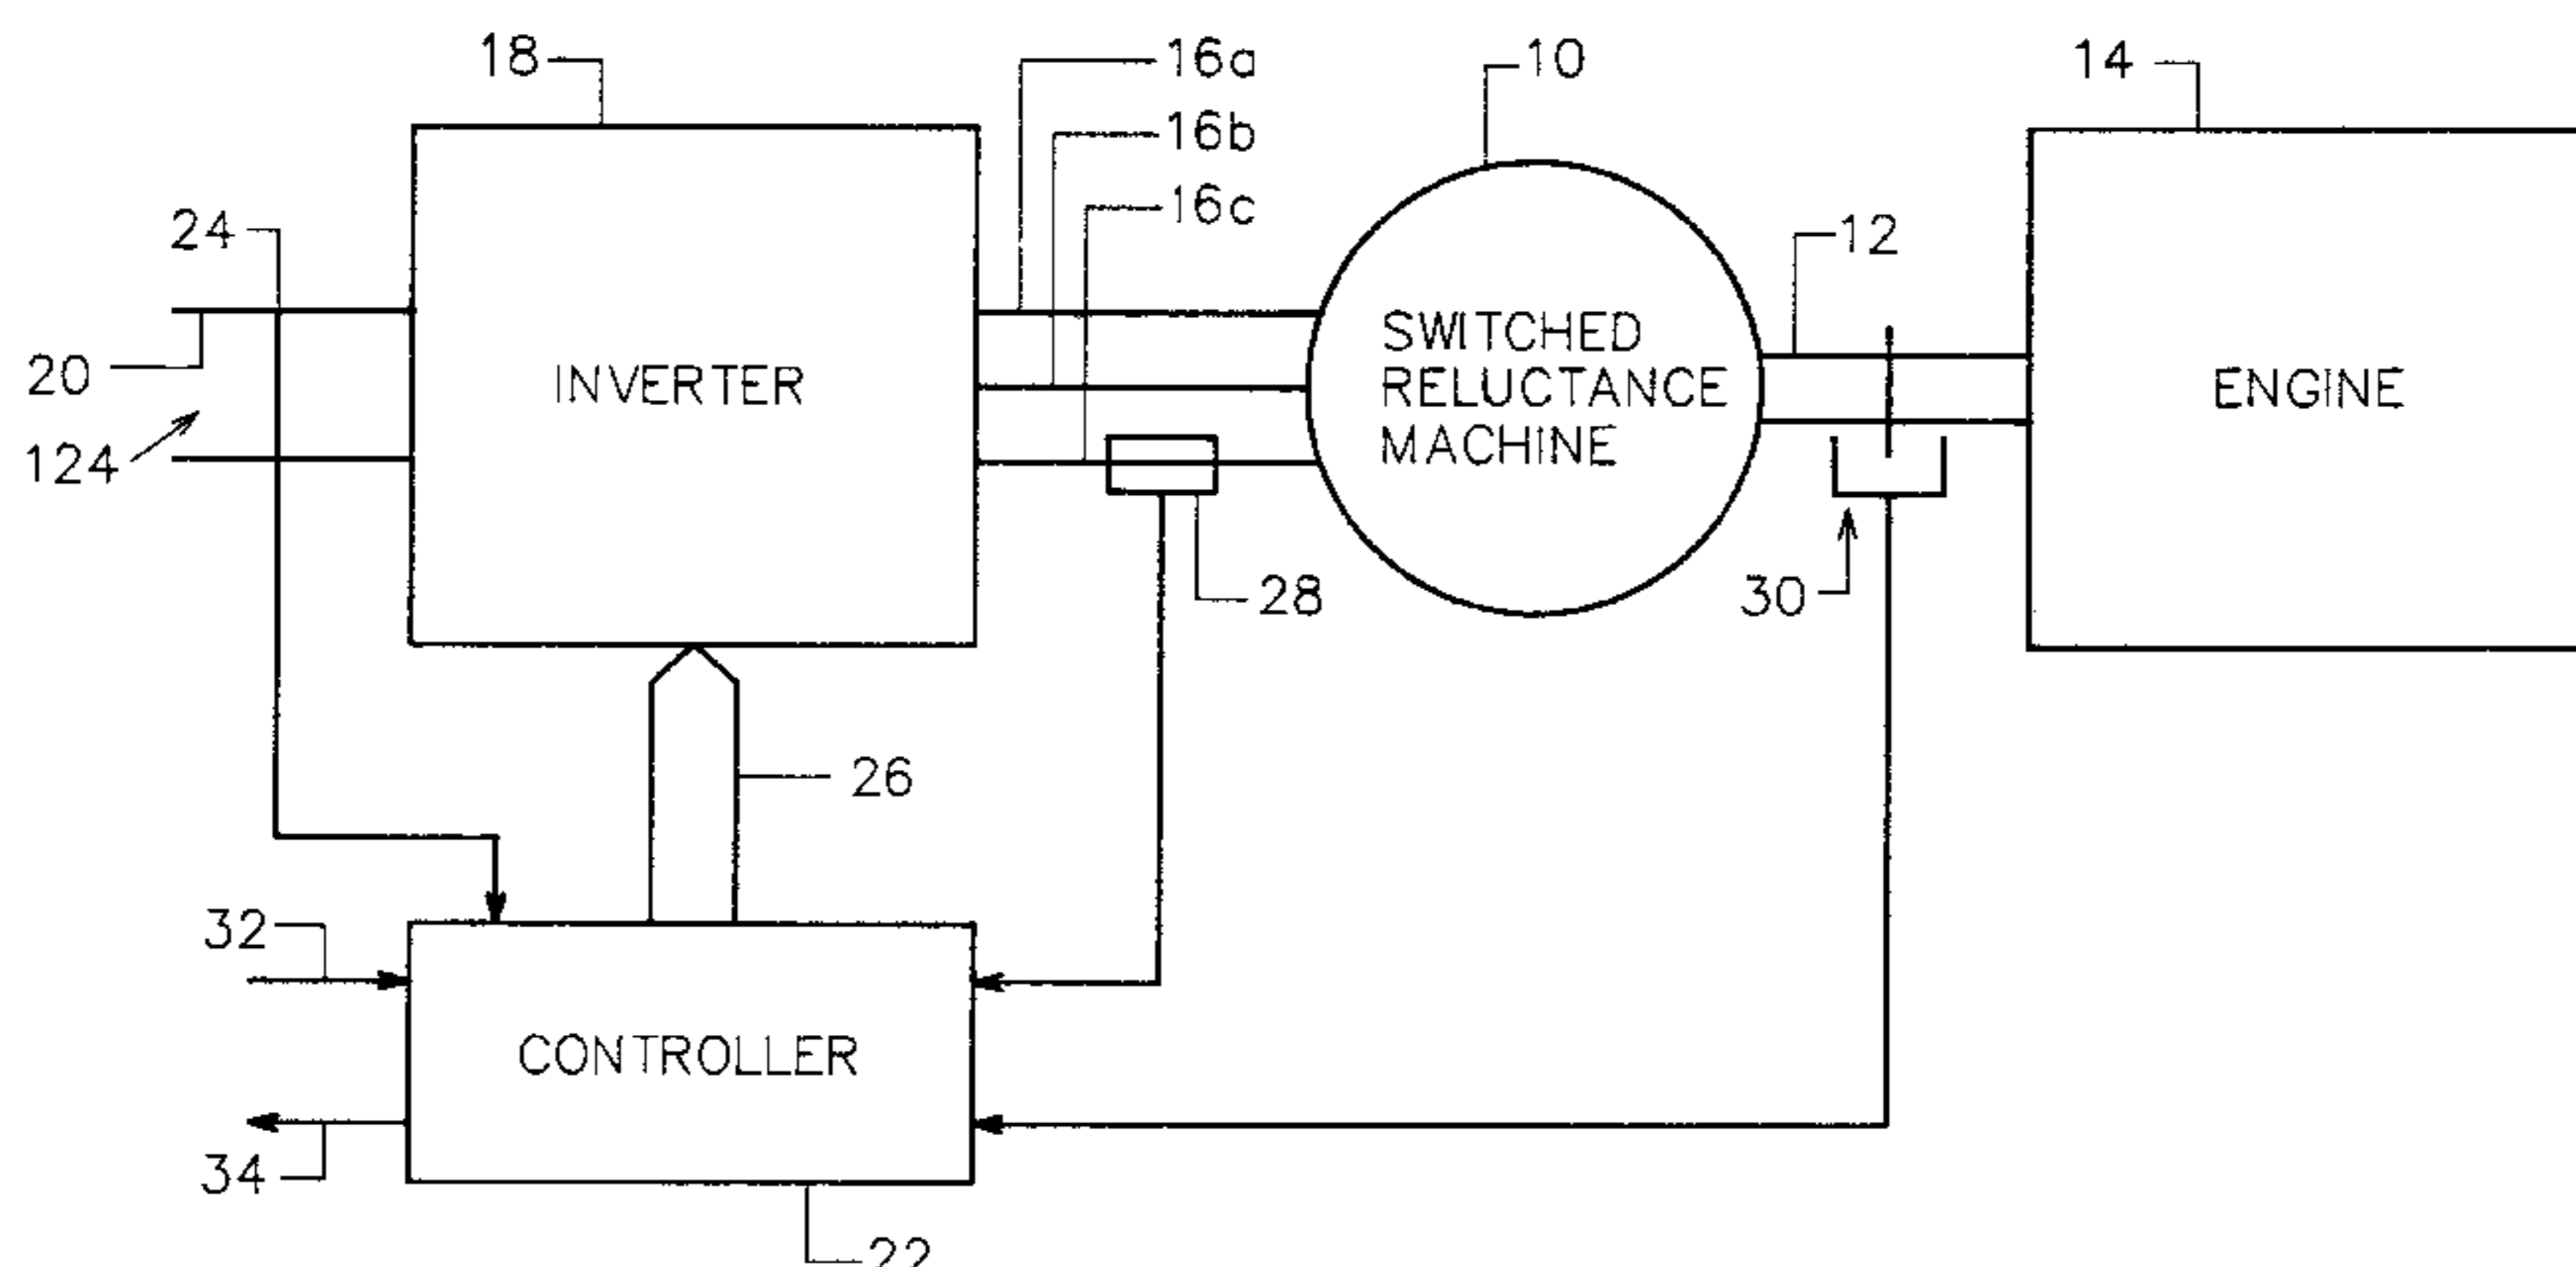 18
16a
10
14
16b
16c
24
12
20
INVERTER
SWITCHED
RELUCTANCE
MACHINE
ENGINE
124
28
30
26
32
CONTROLLER
34
22